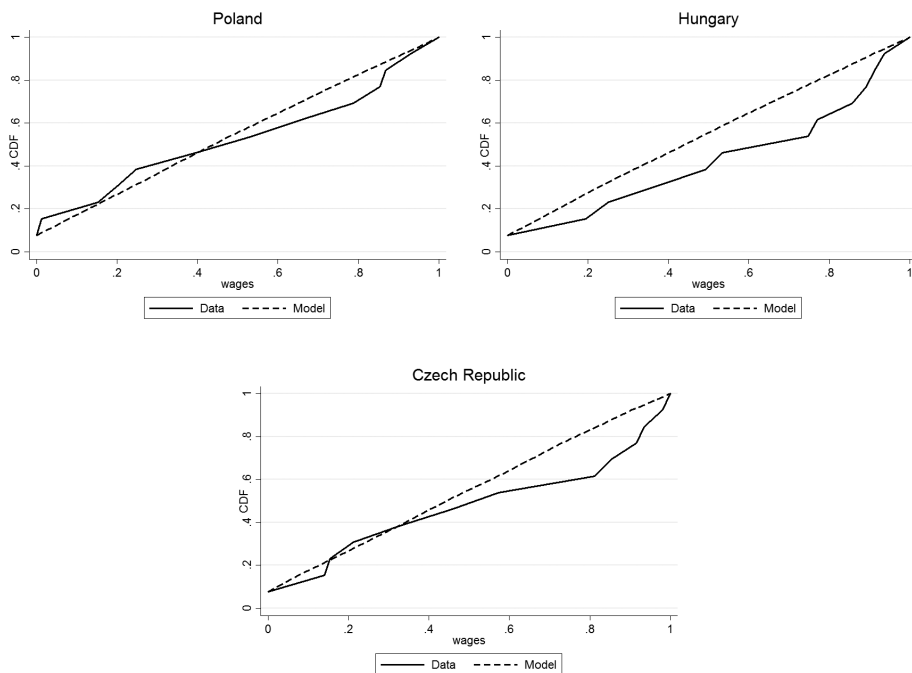 Poland
1
.8
.6
.4
.2
0
CDF
0 .2 .4 .6 .8 1
wages
Data Model
Hungary
1
.8
.6
.4
.2
0
CDF
0 .2 .4 .6 .8 1
wages
Data Model
Czech Republic
1
.8
.6
.4
.2
0
CDF
0 .2 .4 .6 .8 1
wages
Data Model